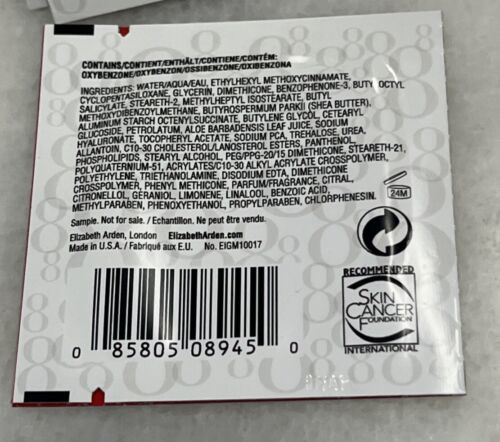 CONTAINS/CONTIENT/ENTHÄLT/CONTIENE/CONTÉM:
OXYBENZONE/OXYBENZON/OSSIBENZONE/OXIBENZONA
INGREDIENTS: WATER/AQUA/EAU, ETHYLHEXYL METHOXYCINNAMATE,
CYCLOPENTASILOXANE, GLYCERIN, DIMETHICONE, BENZOPHENONE-3, BUTYLOCTYL
SALICYLATE, STEARETH-2, METHYLHEPTYL ISOSTEARATE, BUTYL
METHOXYDIBENZOYLMETHANE, BUTYROSPERMUM PARKII (SHEA BUTTER),
ALUMINUM STARCH OCTENYLSUCCINATE, BUTYLENE GLYCOL, CETEARYL
GLUCOSIDE, PETROLATUM, ALOE BARBADENSIS LEAF JUICE, SODIUM
HYALURONATE, TOCOPHERYL ACETATE, SODIUM PCA, TREHALOSE, UREA,
ALLANTOIN, C10-30 CHOLESTEROL/LANOSTEROL ESTERS, PANTHENOL,
PHOSPHOLIPIDS, STEARYL ALCOHOL, PEG/PPG-20/15 DIMETHICONE, STEARETH-21,
POLYQUATERNIUM-51, ACRYLATES/C10-30 ALKYL ACRYLATE CROSSPOLYMER,
POLYETHYLENE, TRIETHANOLAMINE, DISODIUM EDTA, DIMETHICONE
CROSSPOLYMER, PHENYL METHICONE, PARFUM/FRAGRANCE, CITRAL,
CITRONELLOL, GERANIOL, LIMONENE, LINALOOL, BENZOIC ACID,
METHYLPARABEN, PHENOXYETHANOL, PROPYLPARABEN, CHLORPHENESIN.
24M
Sample. Not for sale. / Echantillon. Ne peut être vendu.
Elizabeth Arden, London ElizabethArden.com
Made in U.S.A. / Fabriqué aux E.U. No. EIGM10017
0 85805 08945 0
RECOMMENDED
SKIN
CANCER
FOUNDATION
INTERNATIONAL